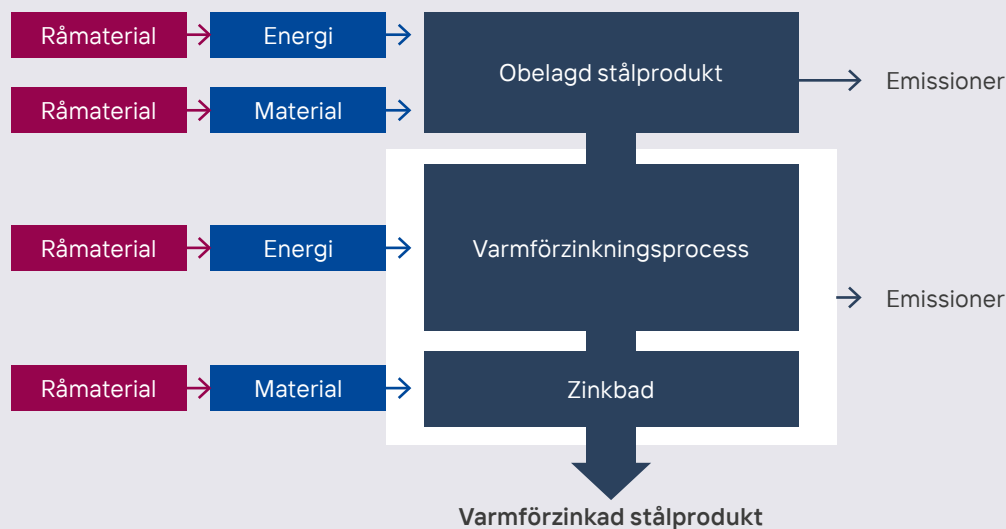 Råmaterial
Energi
Obelagd stålprodukt
Emissioner
Råmaterial
Material
Råmaterial
Energi
Varmförzinkningsprocess
Emissioner
Råmaterial
Material
Zinkbad
Varmförzinkad stålprodukt